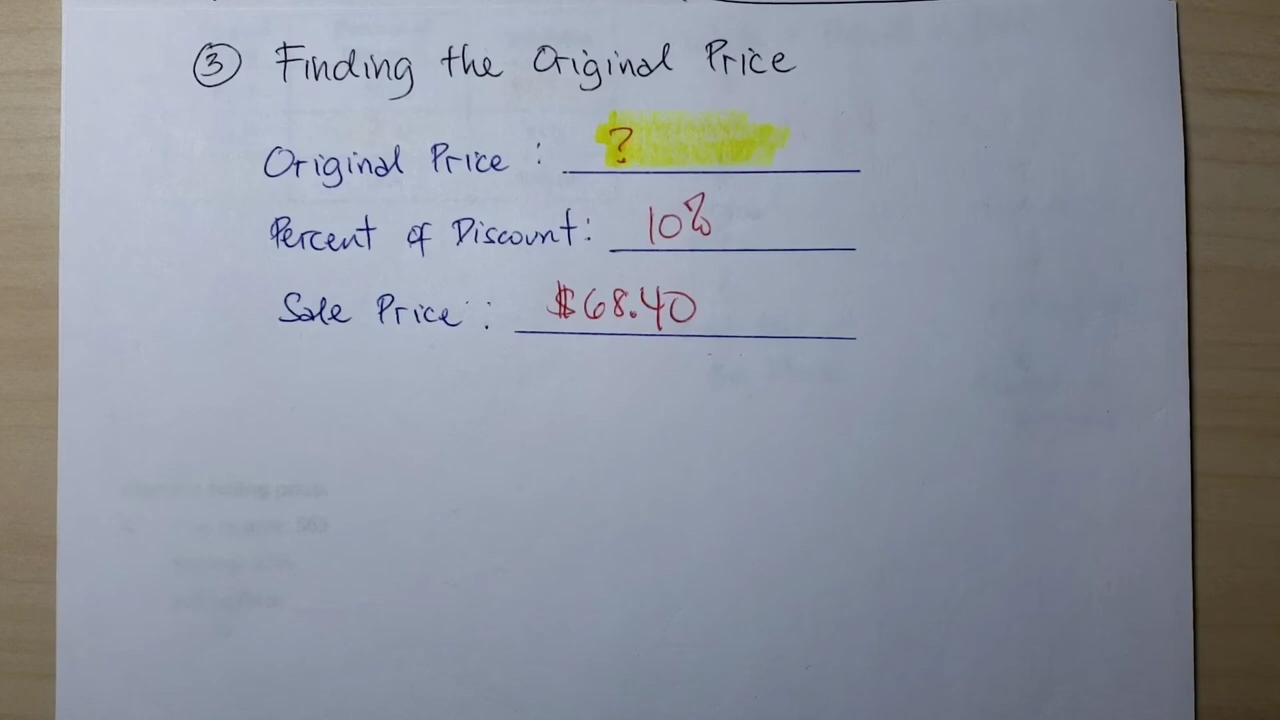 ③ Finding the Original Price
Original Price : ?
Percent of Discount: 10%
Sale Price : $68.40